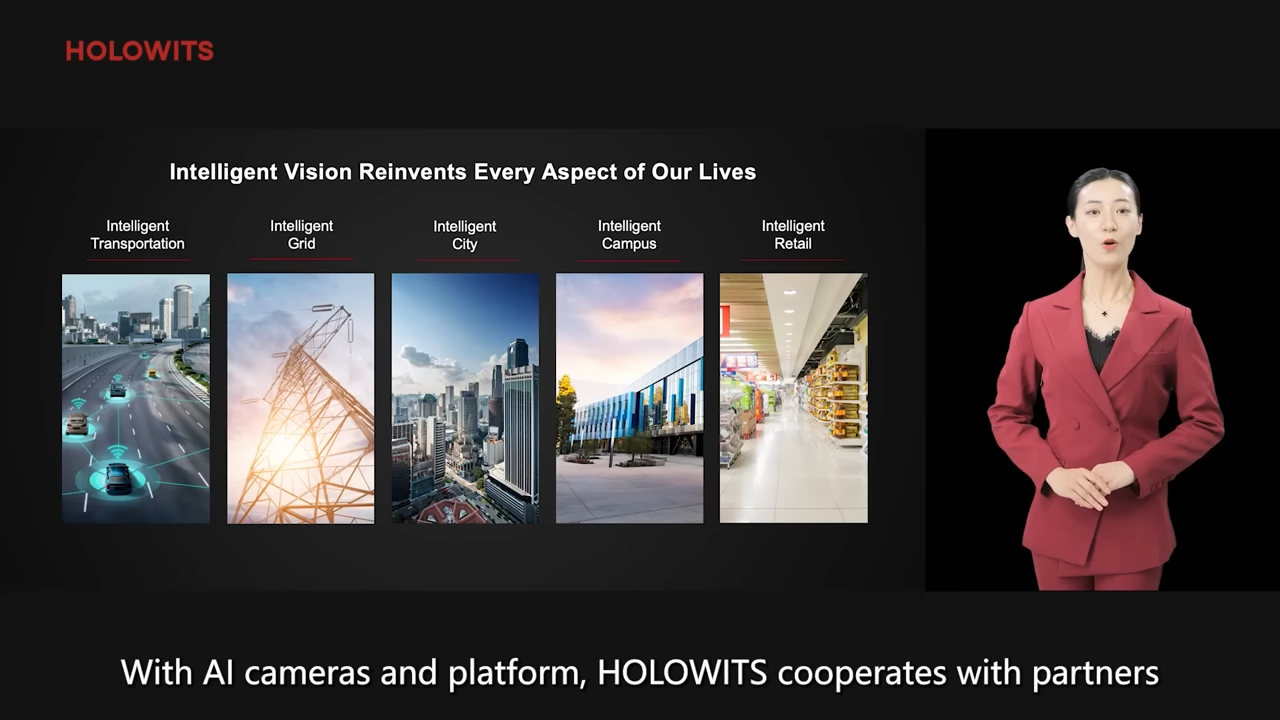 HOLOWITS
Intelligent Vision Reinvents Every Aspect of Our Lives
Intelligent
Transportation
Intelligent
Grid
Intelligent
City
Intelligent
Campus
Intelligent
Retail
With AI cameras and platform, HOLOWITS cooperates with partners